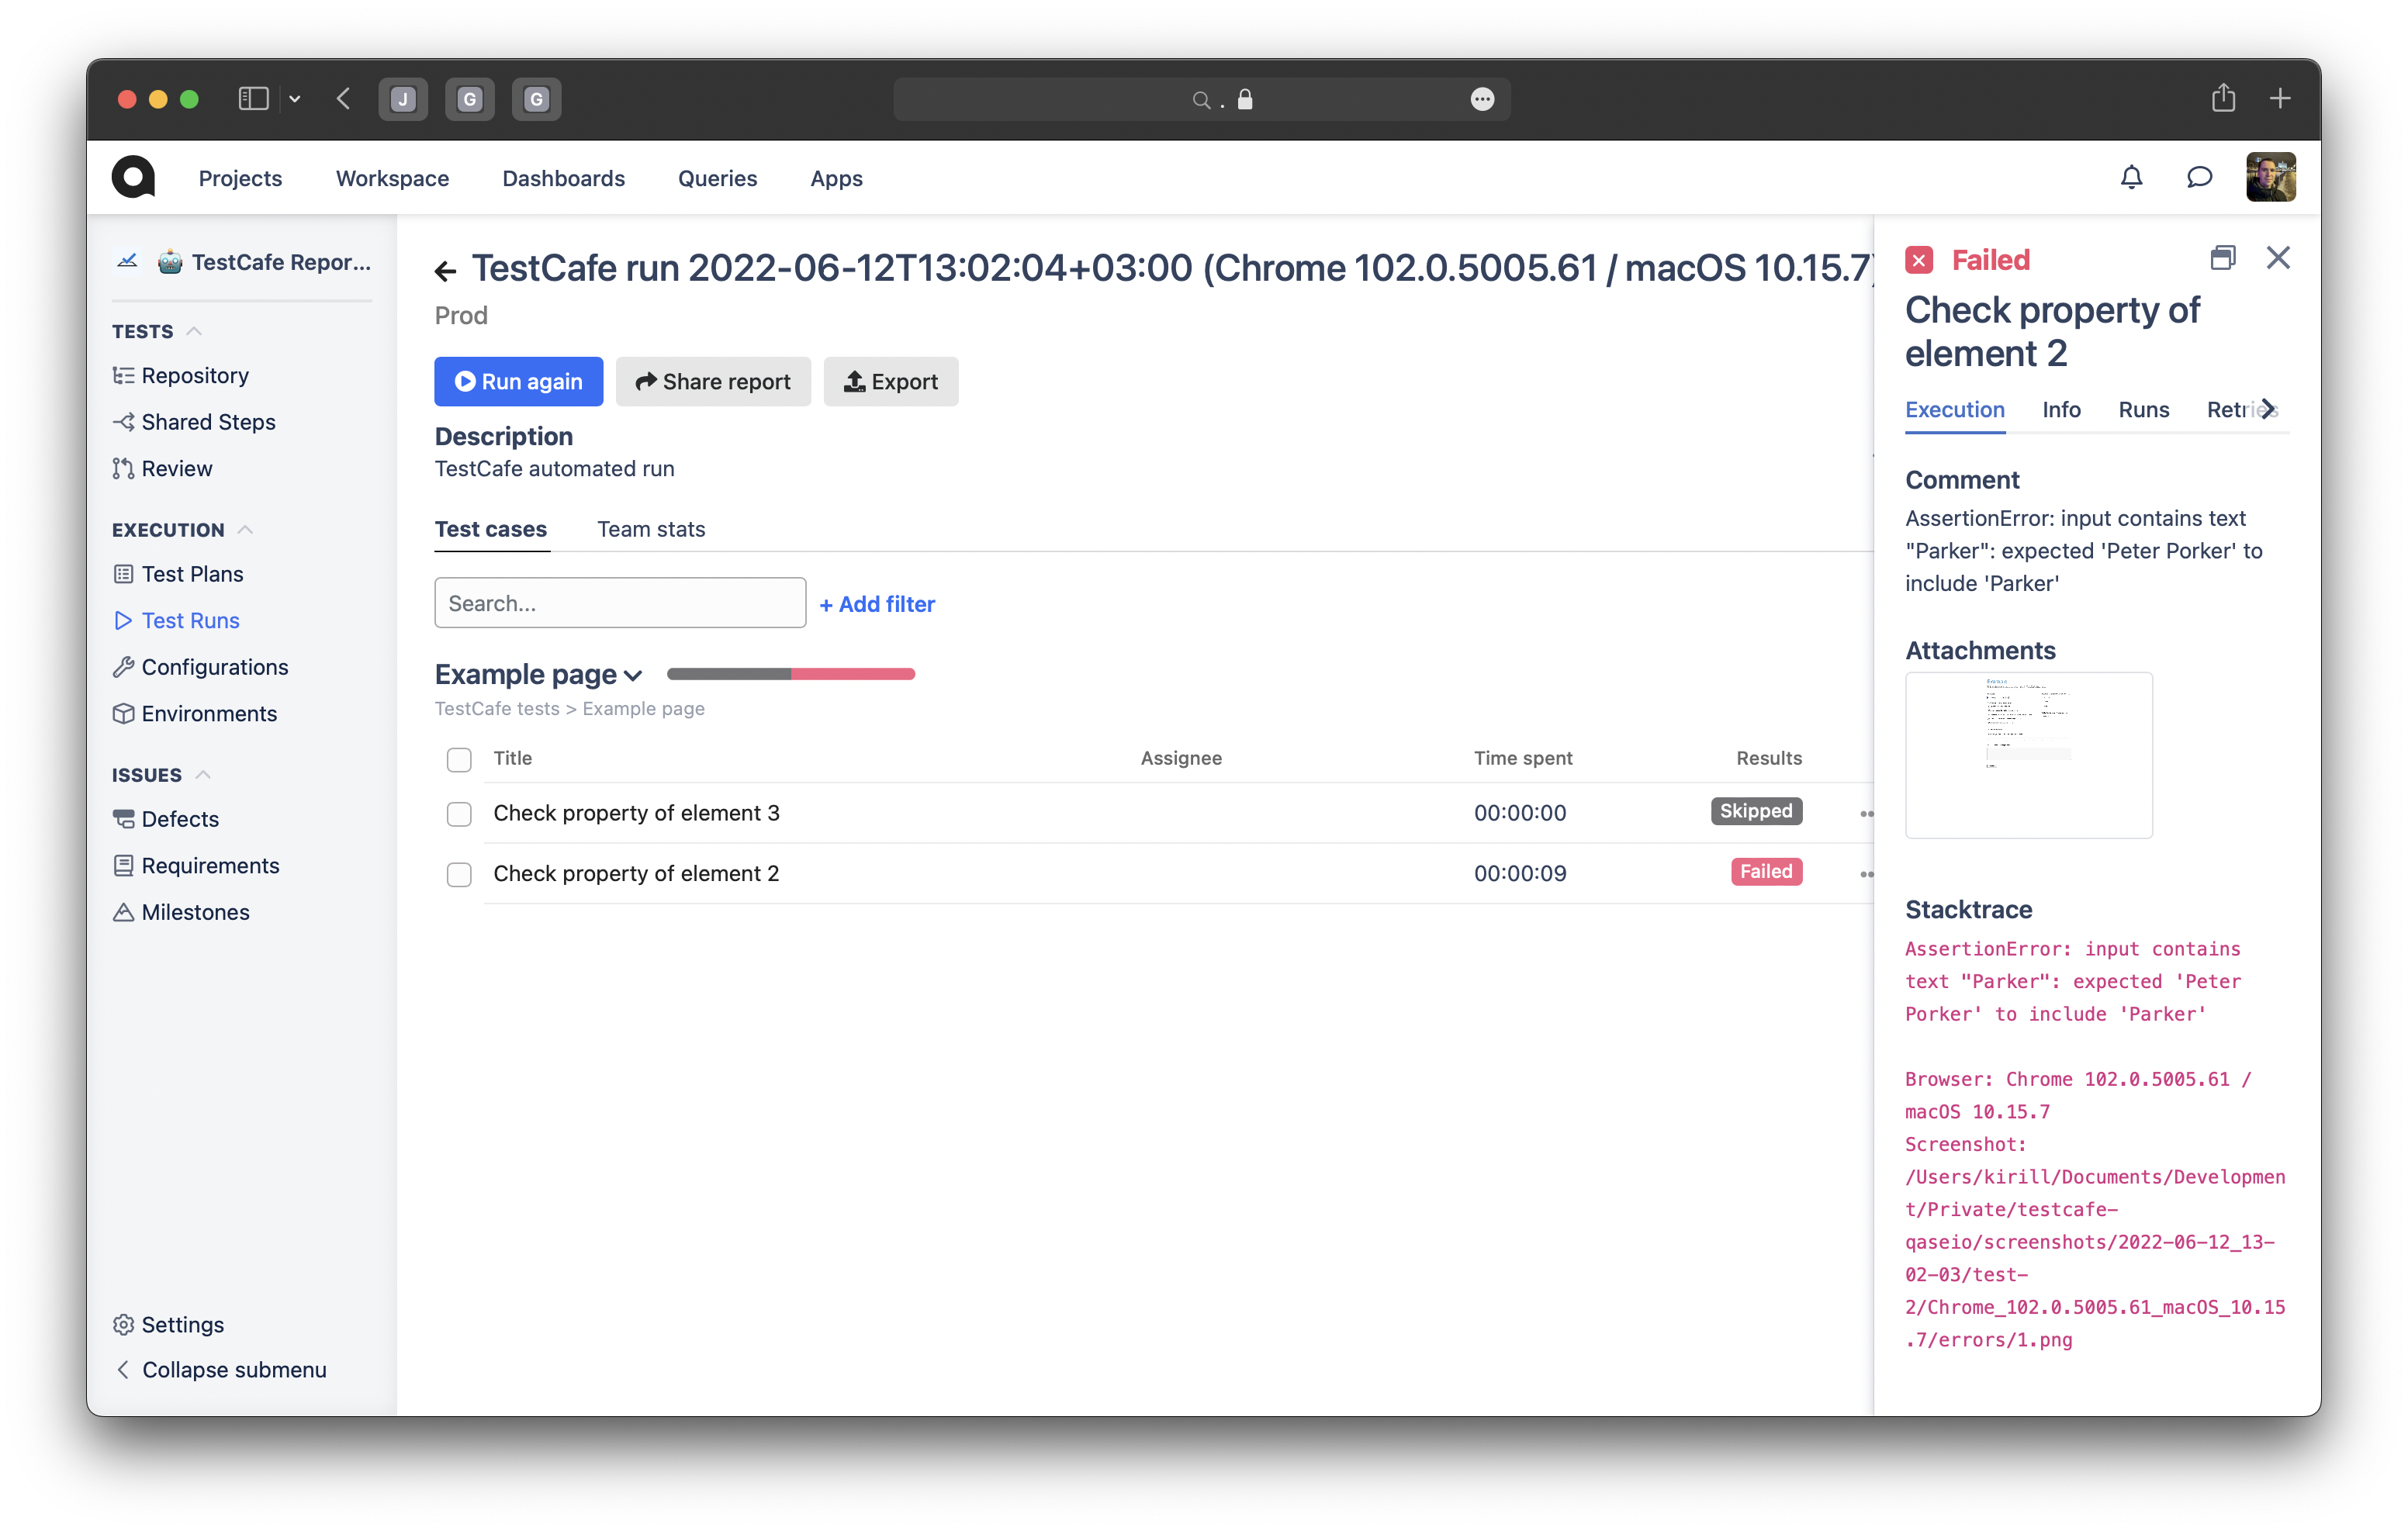 J
G
G
Projects
Workspace
Dashboards
Queries
Apps
TestCafe Repor...
TESTS
Repository
Shared Steps
Review
EXECUTION
Test Plans
Test Runs
Configurations
Environments
ISSUES
Defects
Requirements
Milestones
Settings
Collapse submenu
TestCafe run 2022-06-12T13:02:04+03:00 (Chrome 102.0.5005.61 / macOS 10.15.7)
Prod
Run again
Share report
Export
Description
TestCafe automated run
Test cases
Team stats
Search...
+ Add filter
Example page
TestCafe tests > Example page
Title Assignee Time spent Results
Check property of element 3 00:00:00 Skipped
Check property of element 2 00:00:09 Failed
Failed
Check property of
element 2
Execution
Info
Runs
Retries
Comment
AssertionError: input contains text
"Parker": expected 'Peter Porker' to
include 'Parker'
Attachments
Stacktrace
AssertionError: input contains
text "Parker": expected 'Peter
Porker' to include 'Parker'
Browser: Chrome 102.0.5005.61 /
macOS 10.15.7
Screenshot:
/Users/kirill/Documents/Developmen
t/Private/testcafe-
qaseio/screenshots/2022-06-12_13-
02-03/test-
2/Chrome_102.0.5005.61_macOS_10.15
.7/errors/1.png